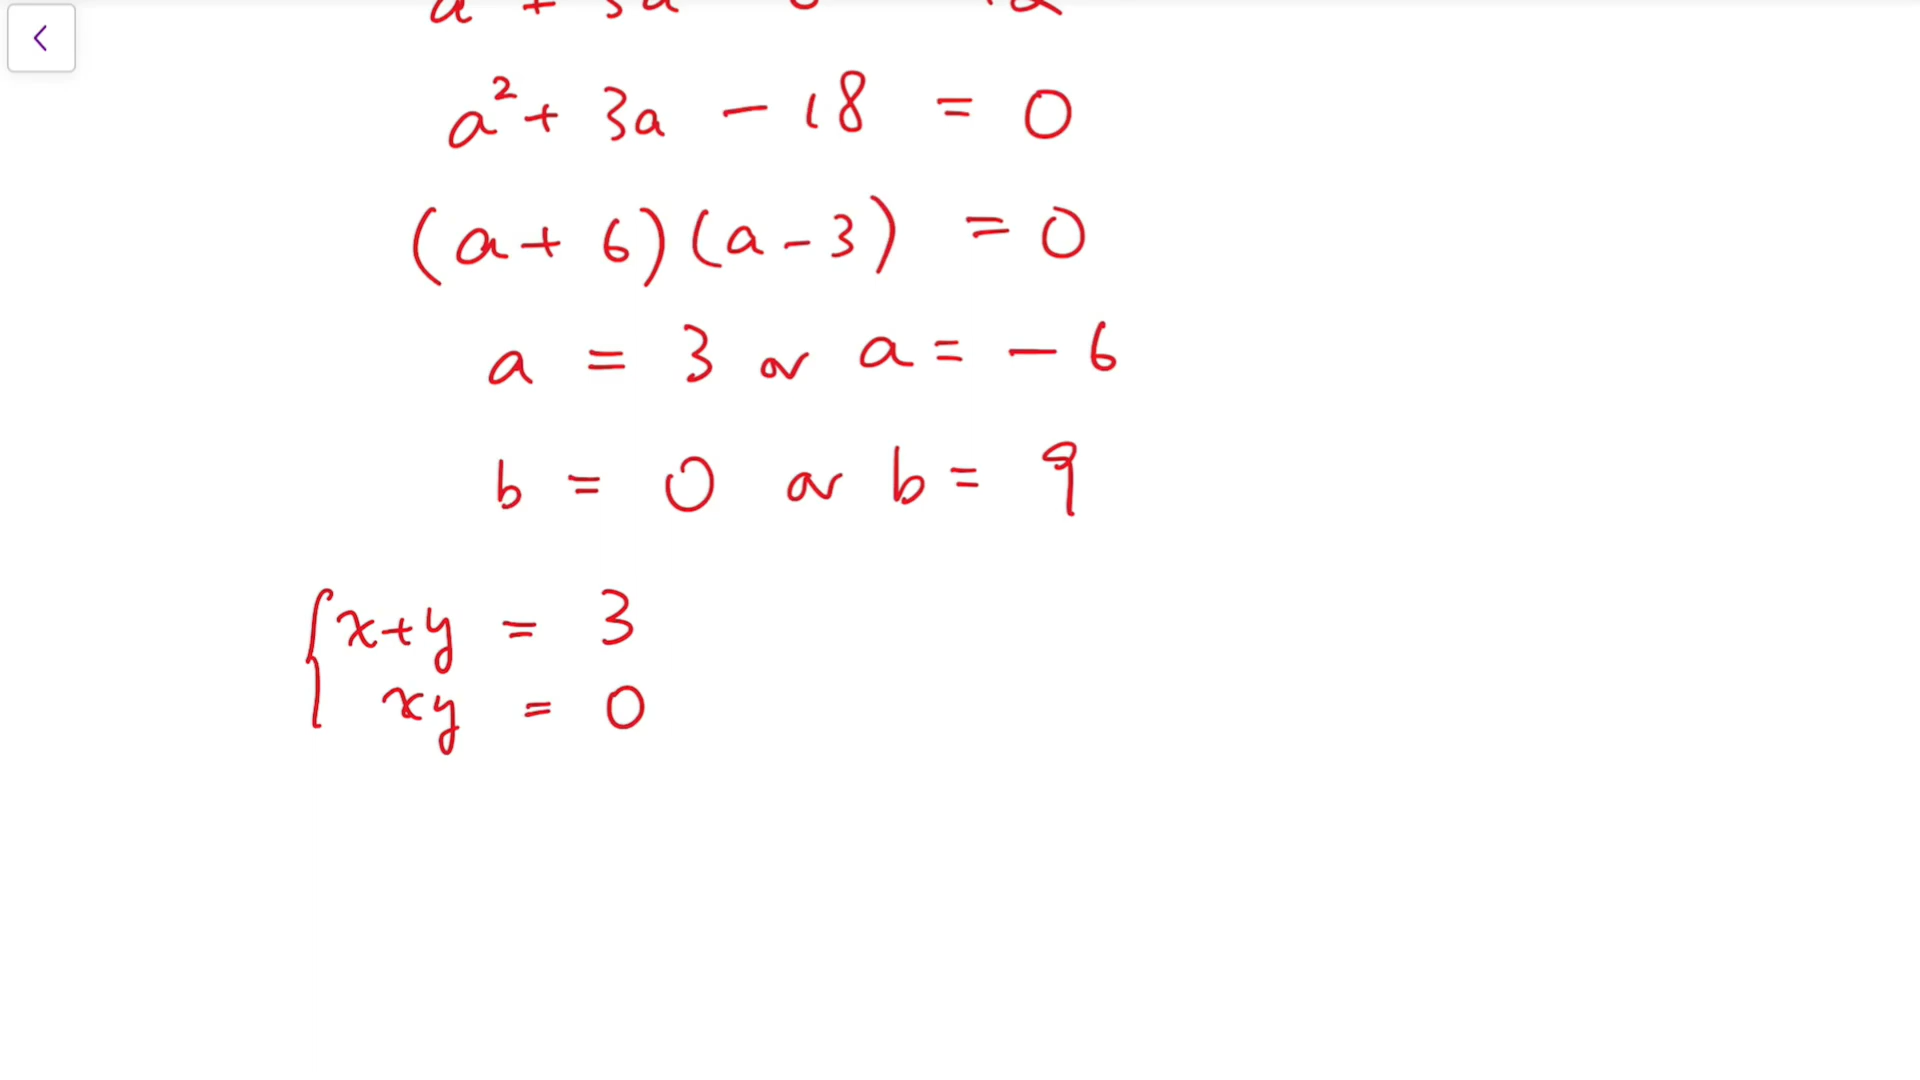 a² + 3a - 18 = 0
(a + 6)(a - 3) = 0
a = 3 or a = - 6
b = 0 or b = 9
x+y = 3
xy = 0